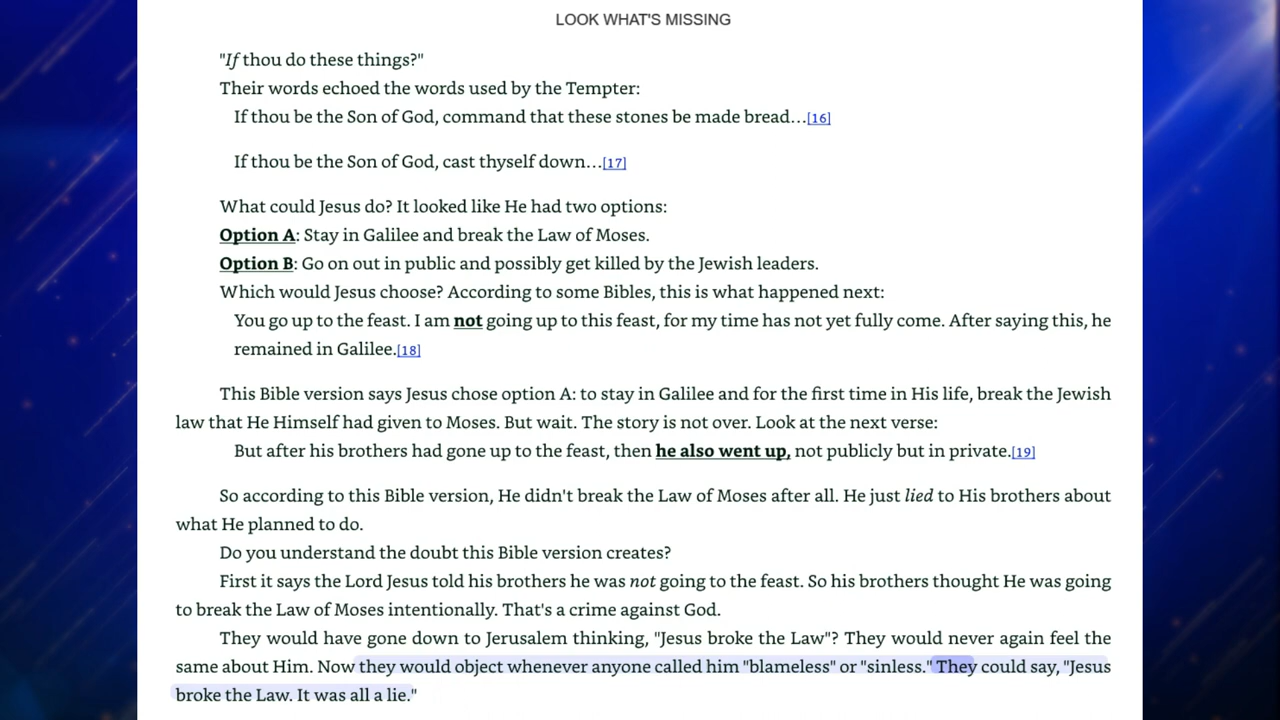 LOOK WHAT'S MISSING
"If thou do these things?"
Their words echoed the words used by the Tempter:
If thou be the Son of God, command that these stones be made bread…[16]
If thou be the Son of God, cast thyself down…[17]
What could Jesus do? It looked like He had two options:
Option A: Stay in Galilee and break the Law of Moses.
Option B: Go on out in public and possibly get killed by the Jewish leaders.
Which would Jesus choose? According to some Bibles, this is what happened next:
You go up to the feast. I am not going up to this feast, for my time has not yet fully come. After saying this, he
remained in Galilee.[18]
This Bible version says Jesus chose option A: to stay in Galilee and for the first time in His life, break the Jewish
law that He Himself had given to Moses. But wait. The story is not over. Look at the next verse:
But after his brothers had gone up to the feast, then he also went up, not publicly but in private.[19]
So according to this Bible version, He didn't break the Law of Moses after all. He just lied to His brothers about
what He planned to do.
Do you understand the doubt this Bible version creates?
First it says the Lord Jesus told his brothers he was not going to the feast. So his brothers thought He was going
to break the Law of Moses intentionally. That's a crime against God.
They would have gone down to Jerusalem thinking, "Jesus broke the Law"? They would never again feel the
same about Him. Now they would object whenever anyone called him "blameless" or "sinless." They could say, "Jesus
broke the Law. It was all a lie."